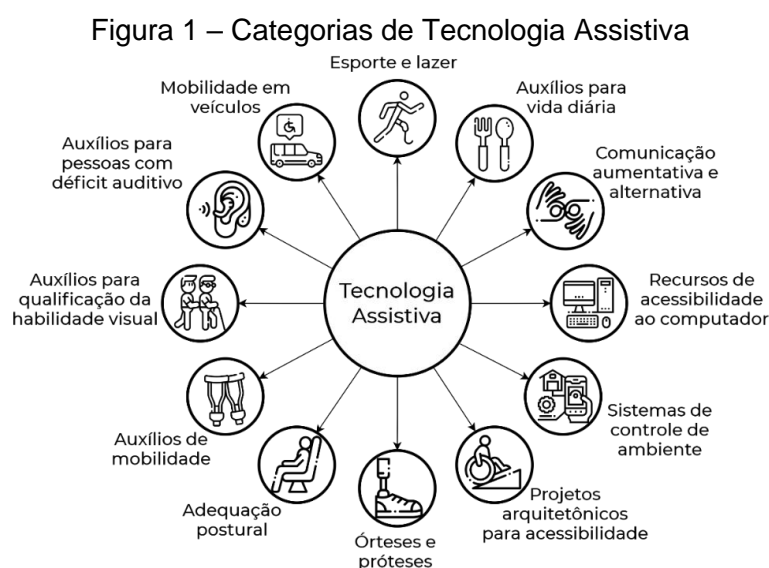 Figura 1 – Categorias de Tecnologia Assistiva
Esporte e lazer
Auxílios para
vida diária
Comunicação
aumentativa e
alternativa
Recursos de
acessibilidade
ao computador
Sistemas de
controle de
ambiente
Projetos
arquitetônicos
para acessibilidade
Órteses e
próteses
Adequação
postural
Auxílios de
mobilidade
Auxílios para
qualificação da
habilidade visual
Auxílios para
pessoas com
déficit auditivo
Mobilidade em
veículos
Tecnologia
Assistiva